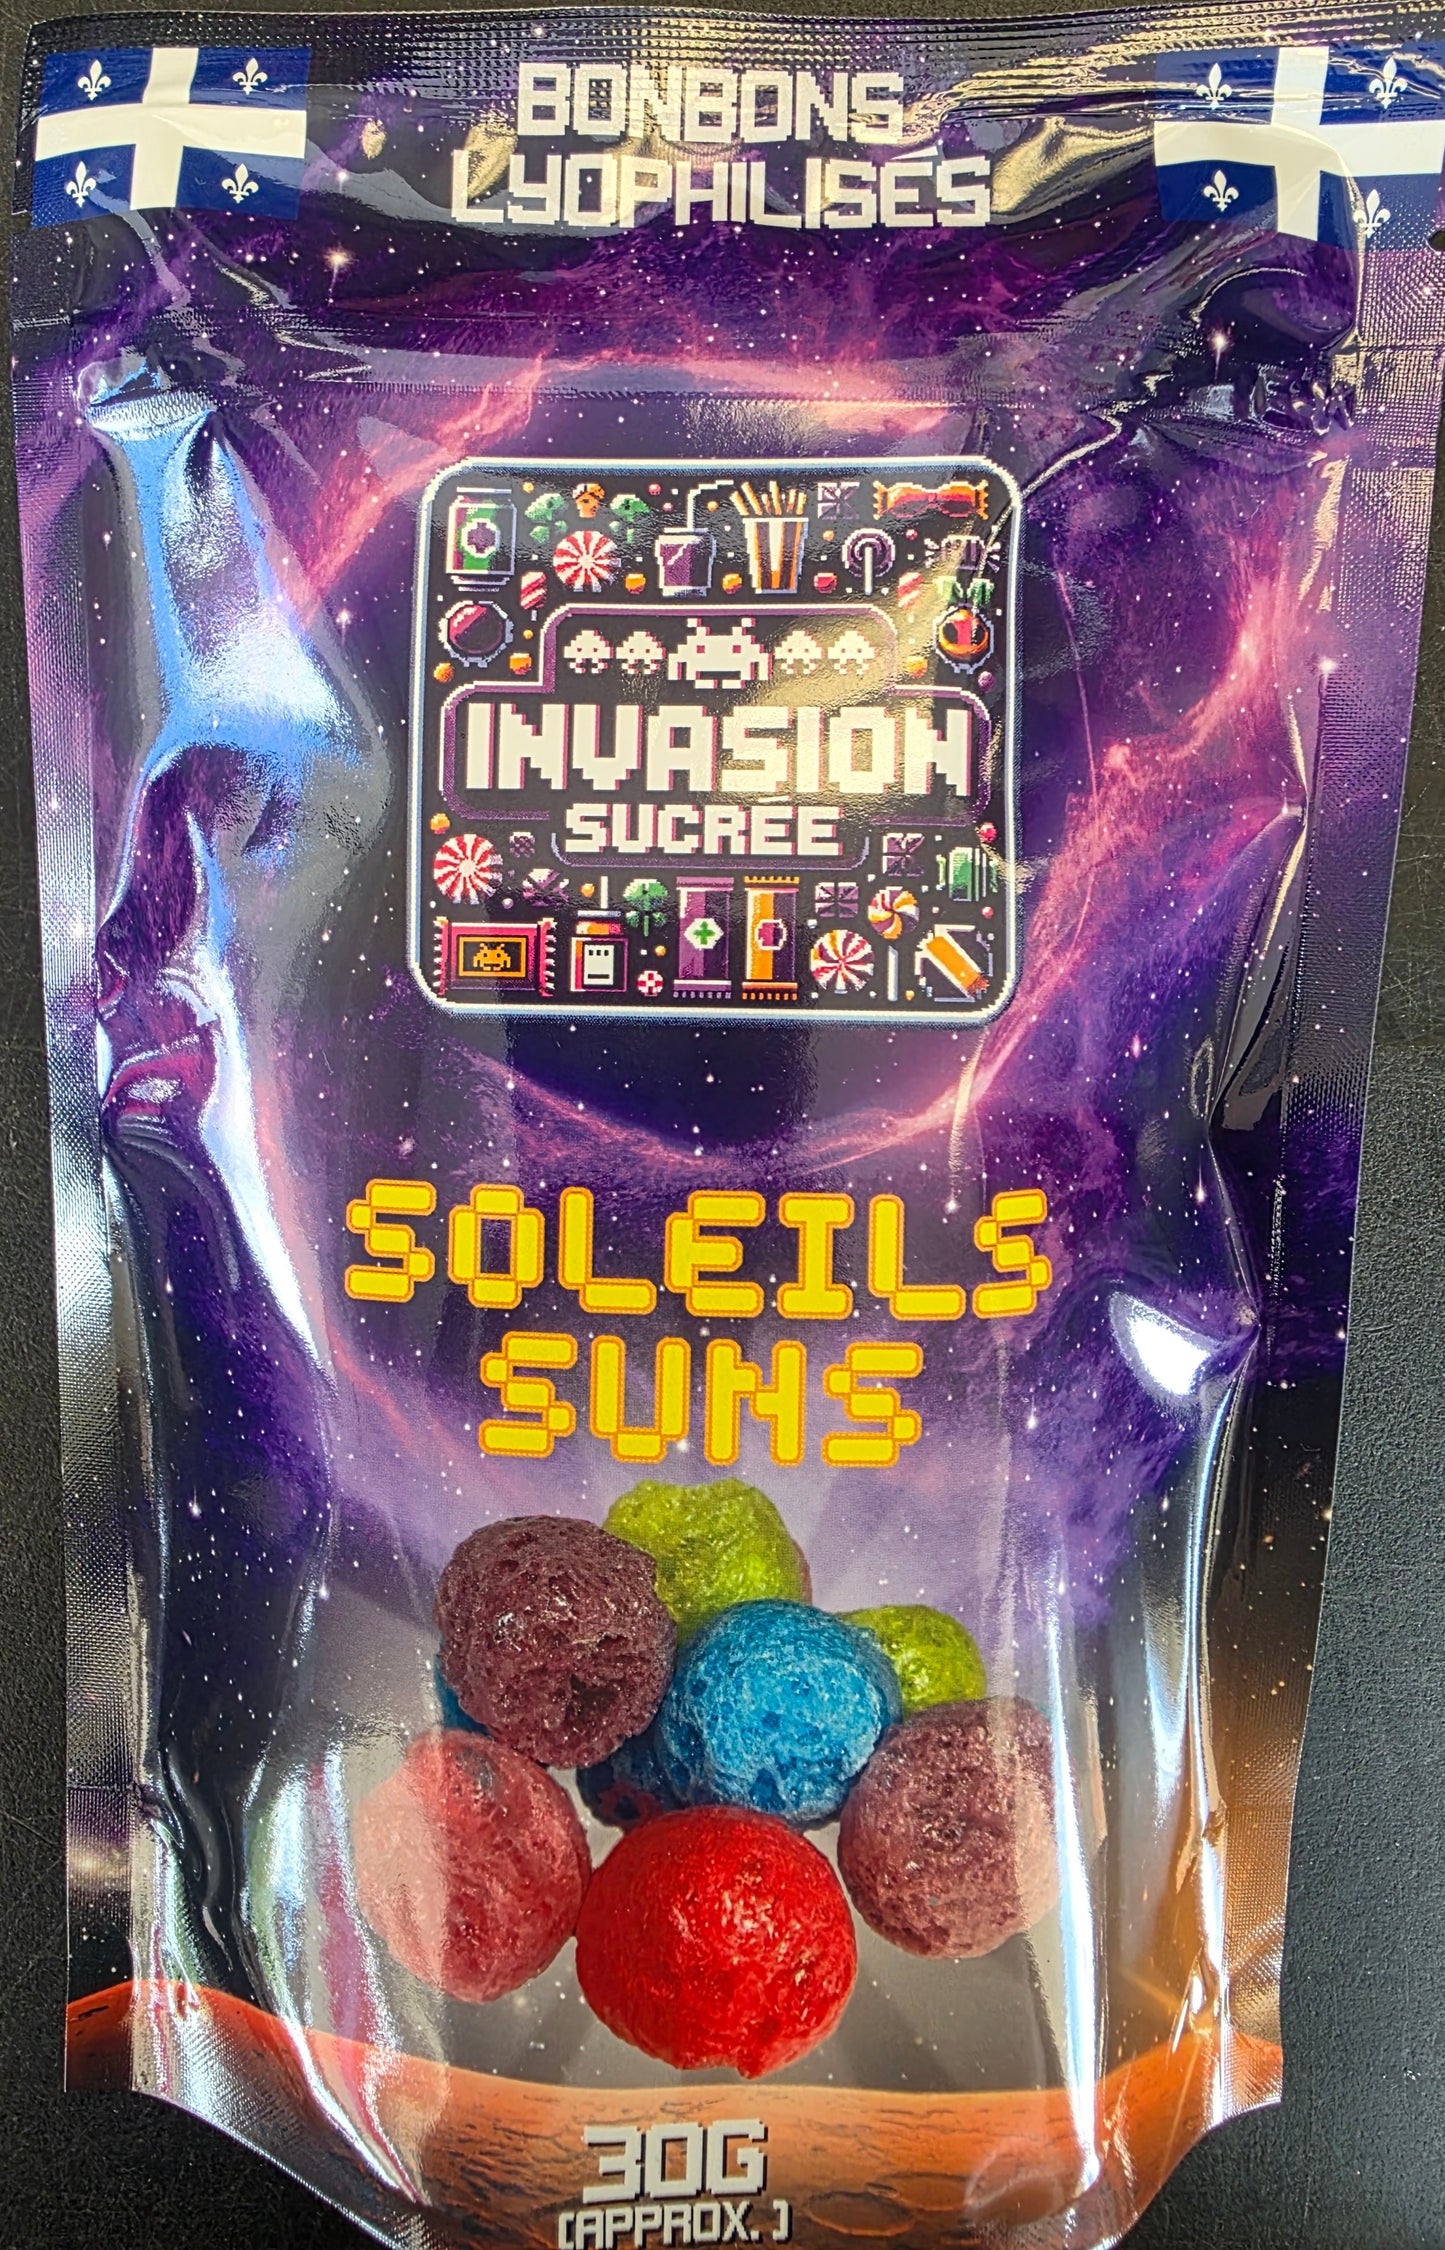 BONBONS
LYOPHILISÉS
INVASION
SUCRÉE
SOLEILS
SUNS
30G
(APPROX.)